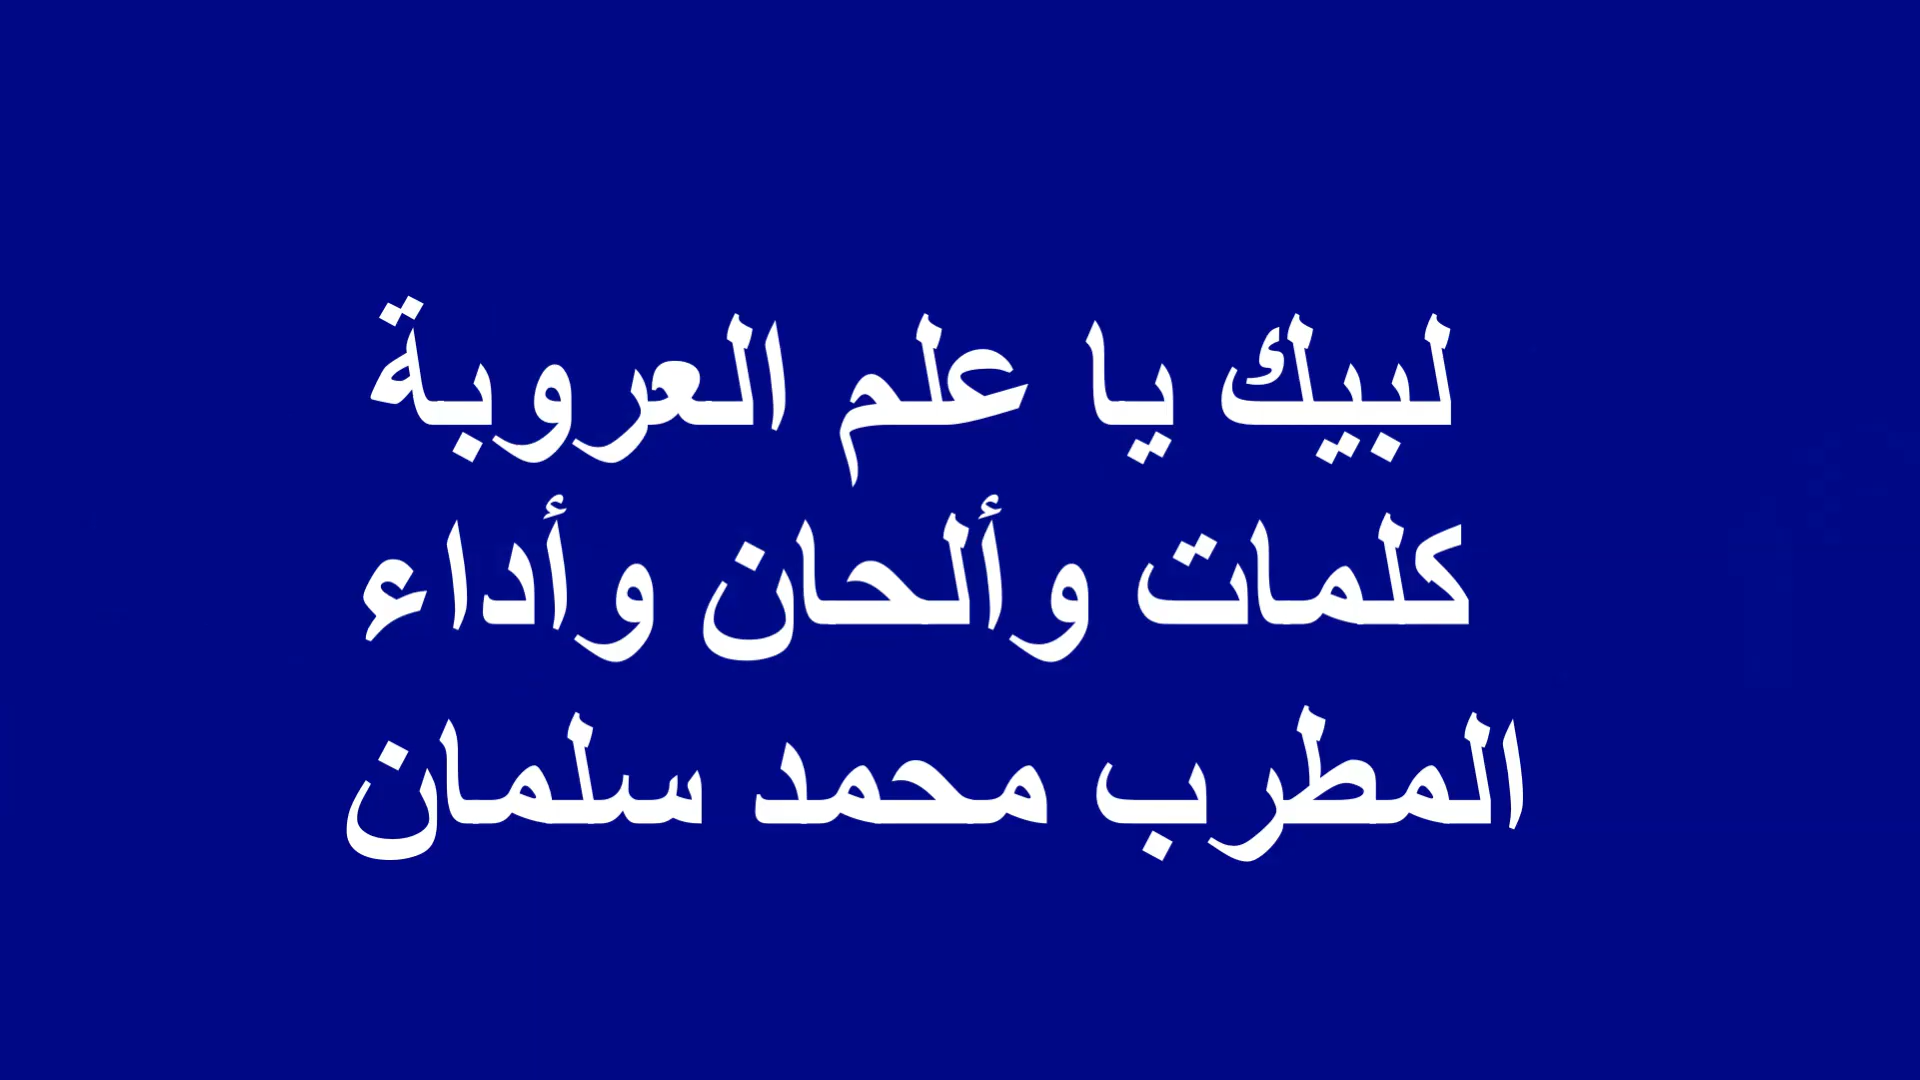 لبيك يا علم العروبة
كلمات وألحان وأداء
المطرب محمد سلمان